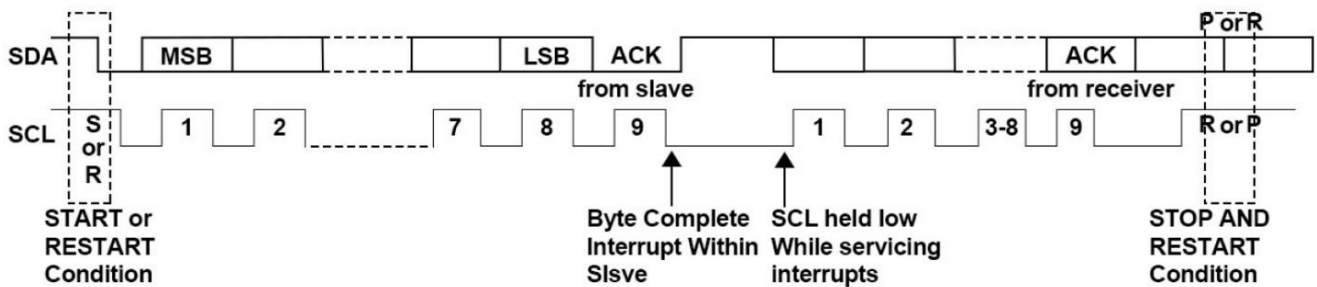 P or R
SDA
MSB
LSB
ACK
ACK
from slave
from receiver
SCL
S
or
R
1
2
7
8
9
1
2
3-8
9
R or P
START or
RESTART
Condition
Byte Complete
Interrupt Within
Slsve
SCL held low
While servicing
interrupts
STOP AND
RESTART
Condition